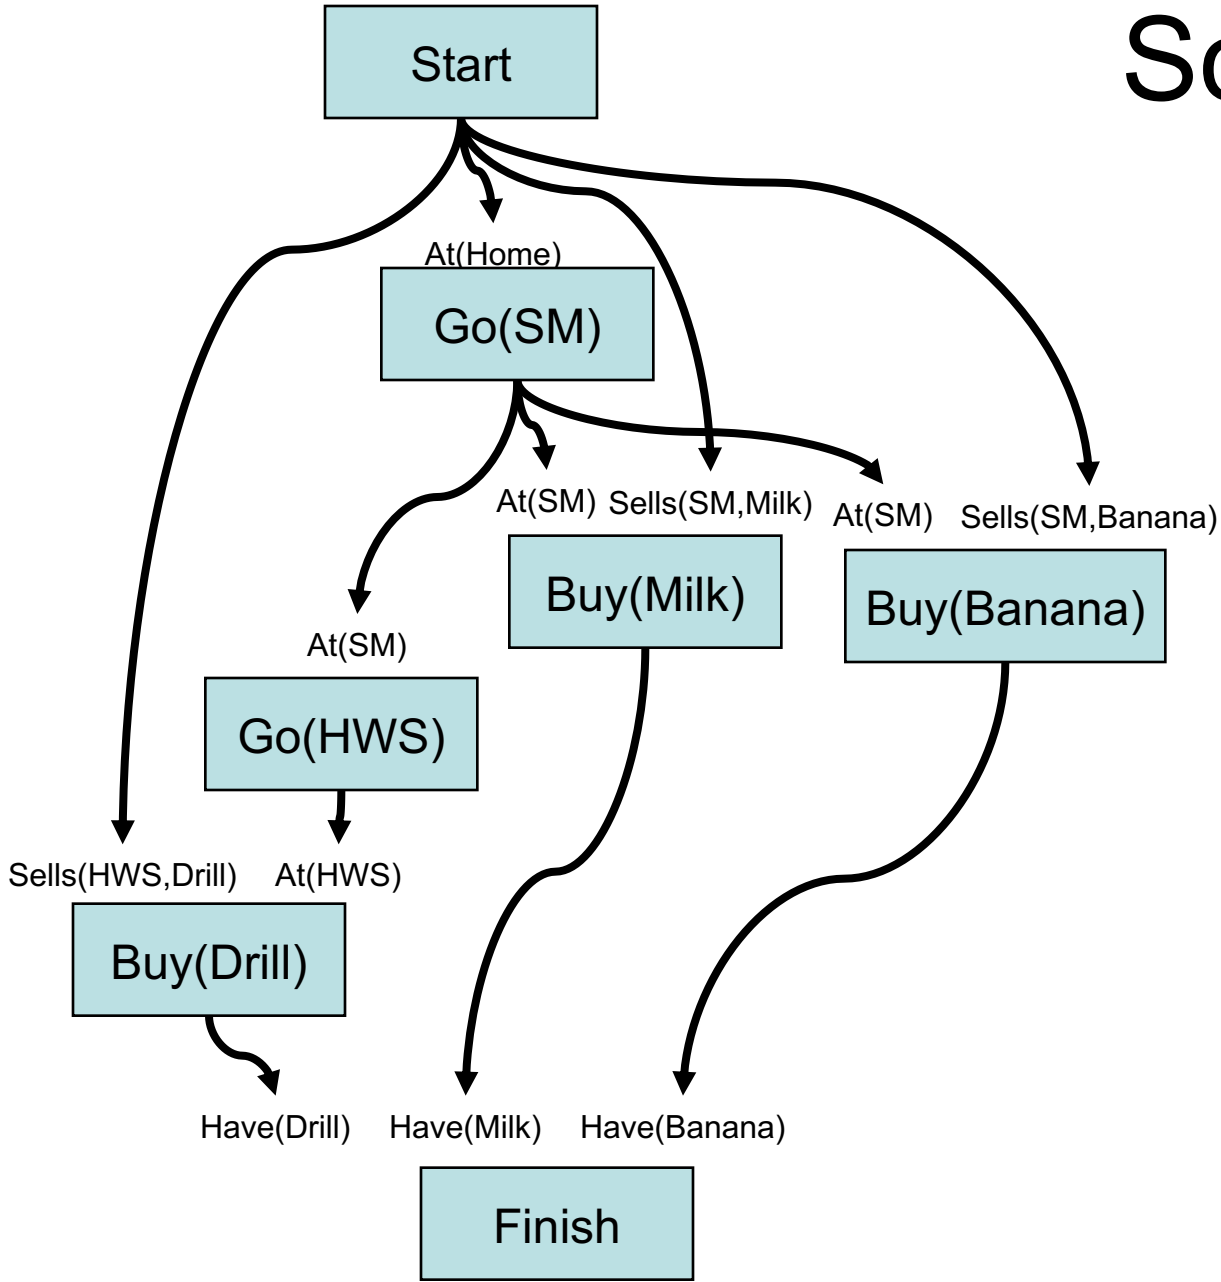 Start
At(Home)
Go(SM)
At(SM) Sells(SM,Milk) At(SM) Sells(SM,Banana)
Buy(Milk)
Buy(Banana)
At(SM)
Go(HWS)
Sells(HWS,Drill) At(HWS)
Buy(Drill)
Have(Drill) Have(Milk) Have(Banana)
Finish